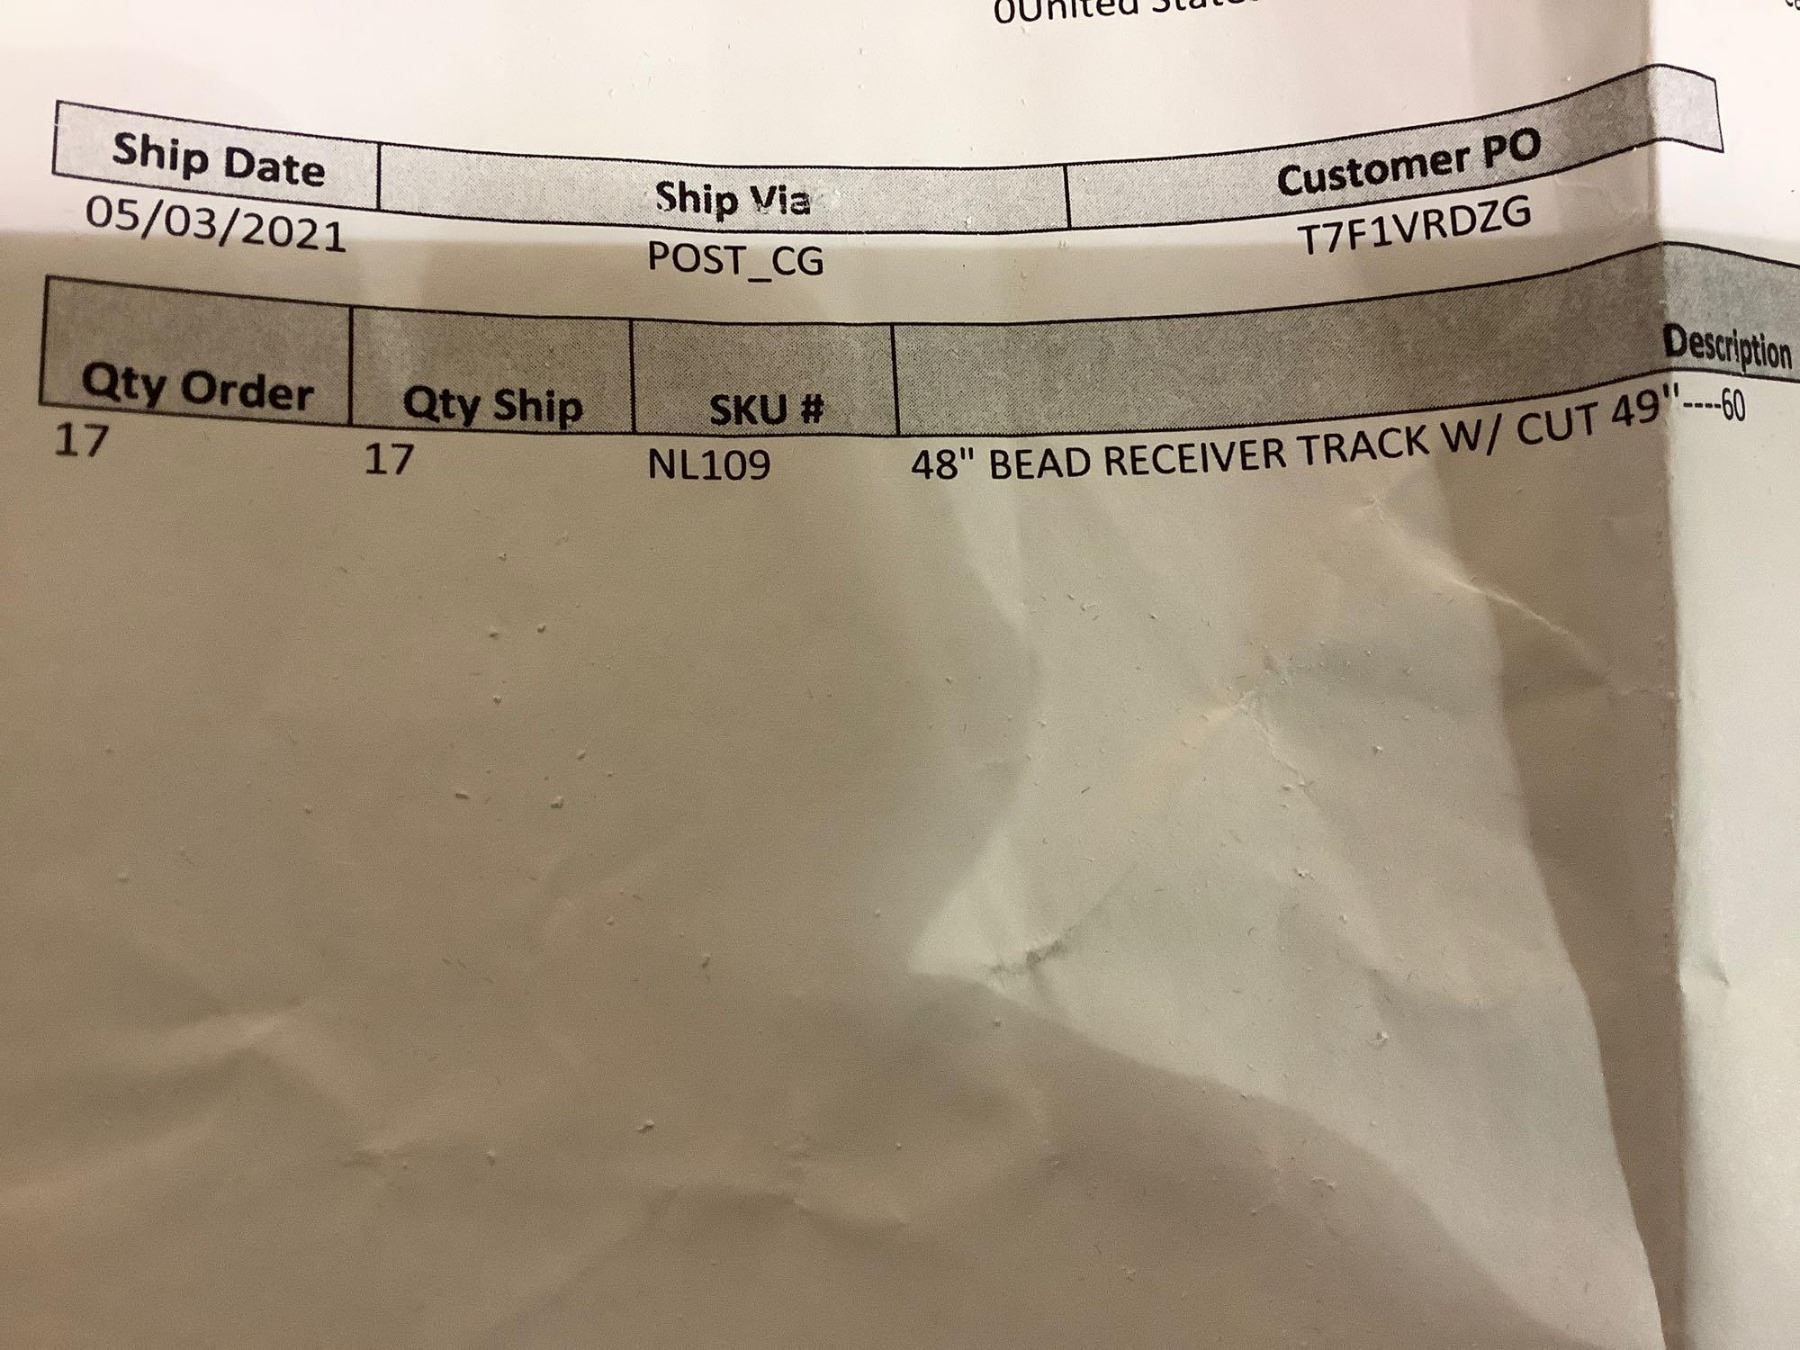 0United
Ship Date Ship Via Customer PO
05/03/2021 POST_CG T7F1VRDZG
Qty Order Qty Ship SKU # Description
17 17 NL109 48" BEAD RECEIVER TRACK W/ CUT 49"----60